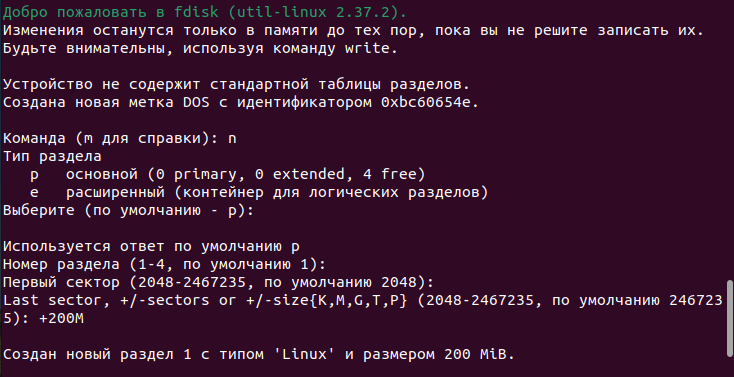 Добро пожаловать в fdisk (util-linux 2.37.2).
Изменения останутся только в памяти до тех пор, пока вы не решите записать их.
Будьте внимательны, используя команду write.
Устройство не содержит стандартной таблицы разделов.
Создана новая метка DOS с идентификатором 0xbc60654e.
Команда (m для справки): n
Тип раздела
p   основной (0 primary, 0 extended, 4 free)
e   расширенный (контейнер для логических разделов)
Выберите (по умолчанию - p):
Используется ответ по умолчанию p
Номер раздела (1-4, по умолчанию 1):
Первый сектор (2048-2467235, по умолчанию 2048):
Last sector, +/-sectors or +/-size{K,M,G,T,P} (2048-2467235, по умолчанию 246723
5): +200M
Создан новый раздел 1 с типом 'Linux' и размером 200 MiB.